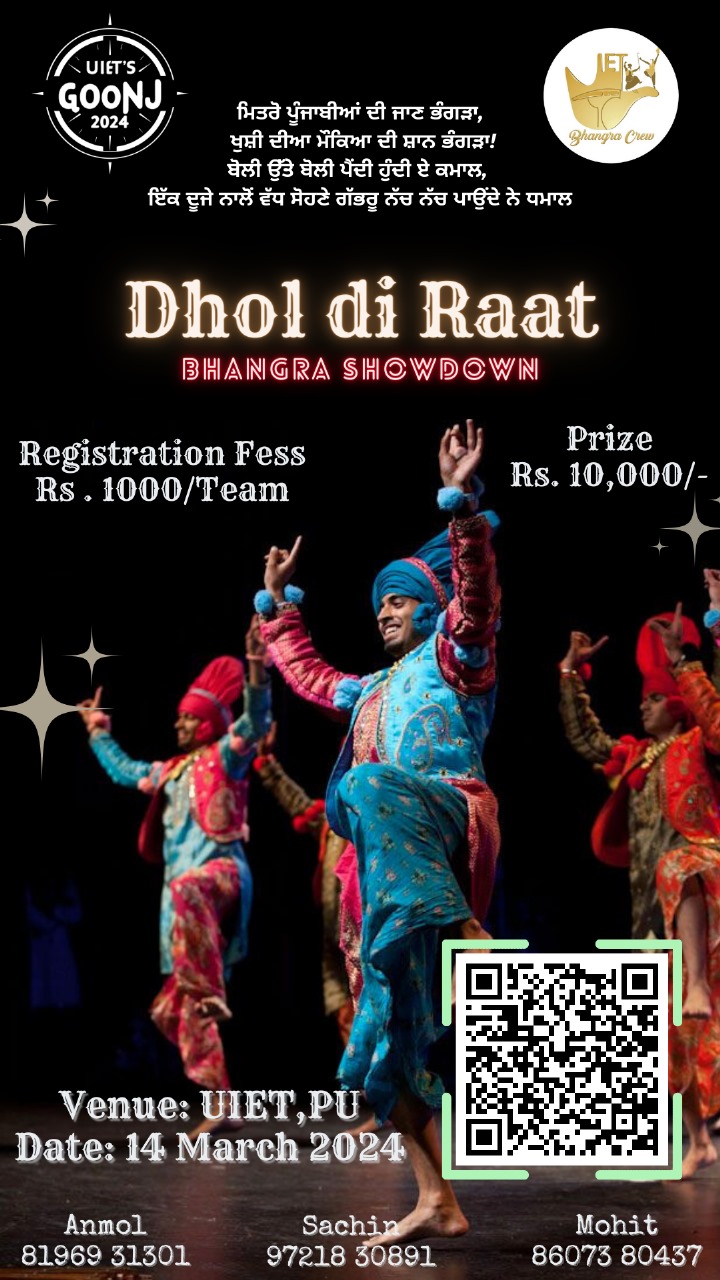 UIET'S
GOONJ
2024
UIET
Bhangra Crew
ਮਿਤਰੋ ਪੂੰਜਾਬੀਆਂ ਦੀ ਜਾਣ ਭੰਗੜਾ,
ਖੁਸ਼ੀ ਦੀਆ ਮੌਕਿਆ ਦੀ ਸ਼ਾਨ ਭੰਗੜਾ!
ਬੋਲੀ ਉੱਤੇ ਬੋਲੀ ਪੈਂਦੀ ਹੁੰਦੀ ਏ ਕਮਾਲ,
ਇੱਕ ਦੂਜੇ ਨਾਲੋਂ ਵੱਧ ਸੋਹਣੇ ਗੱਭਰੂ ਨੱਚ ਨੱਚ ਪਾਉਂਦੇ ਨੇ ਧਮਾਲ
Dhol di Raat
BHANGRA SHOWDOWN
Registration Fess
Rs . 1000/Team
Prize
Rs. 10,000/-
Venue: UIET,PU
Date: 14 March 2024
Anmol
81969 31301
Sachin
97218 30891
Mohit
86073 80437